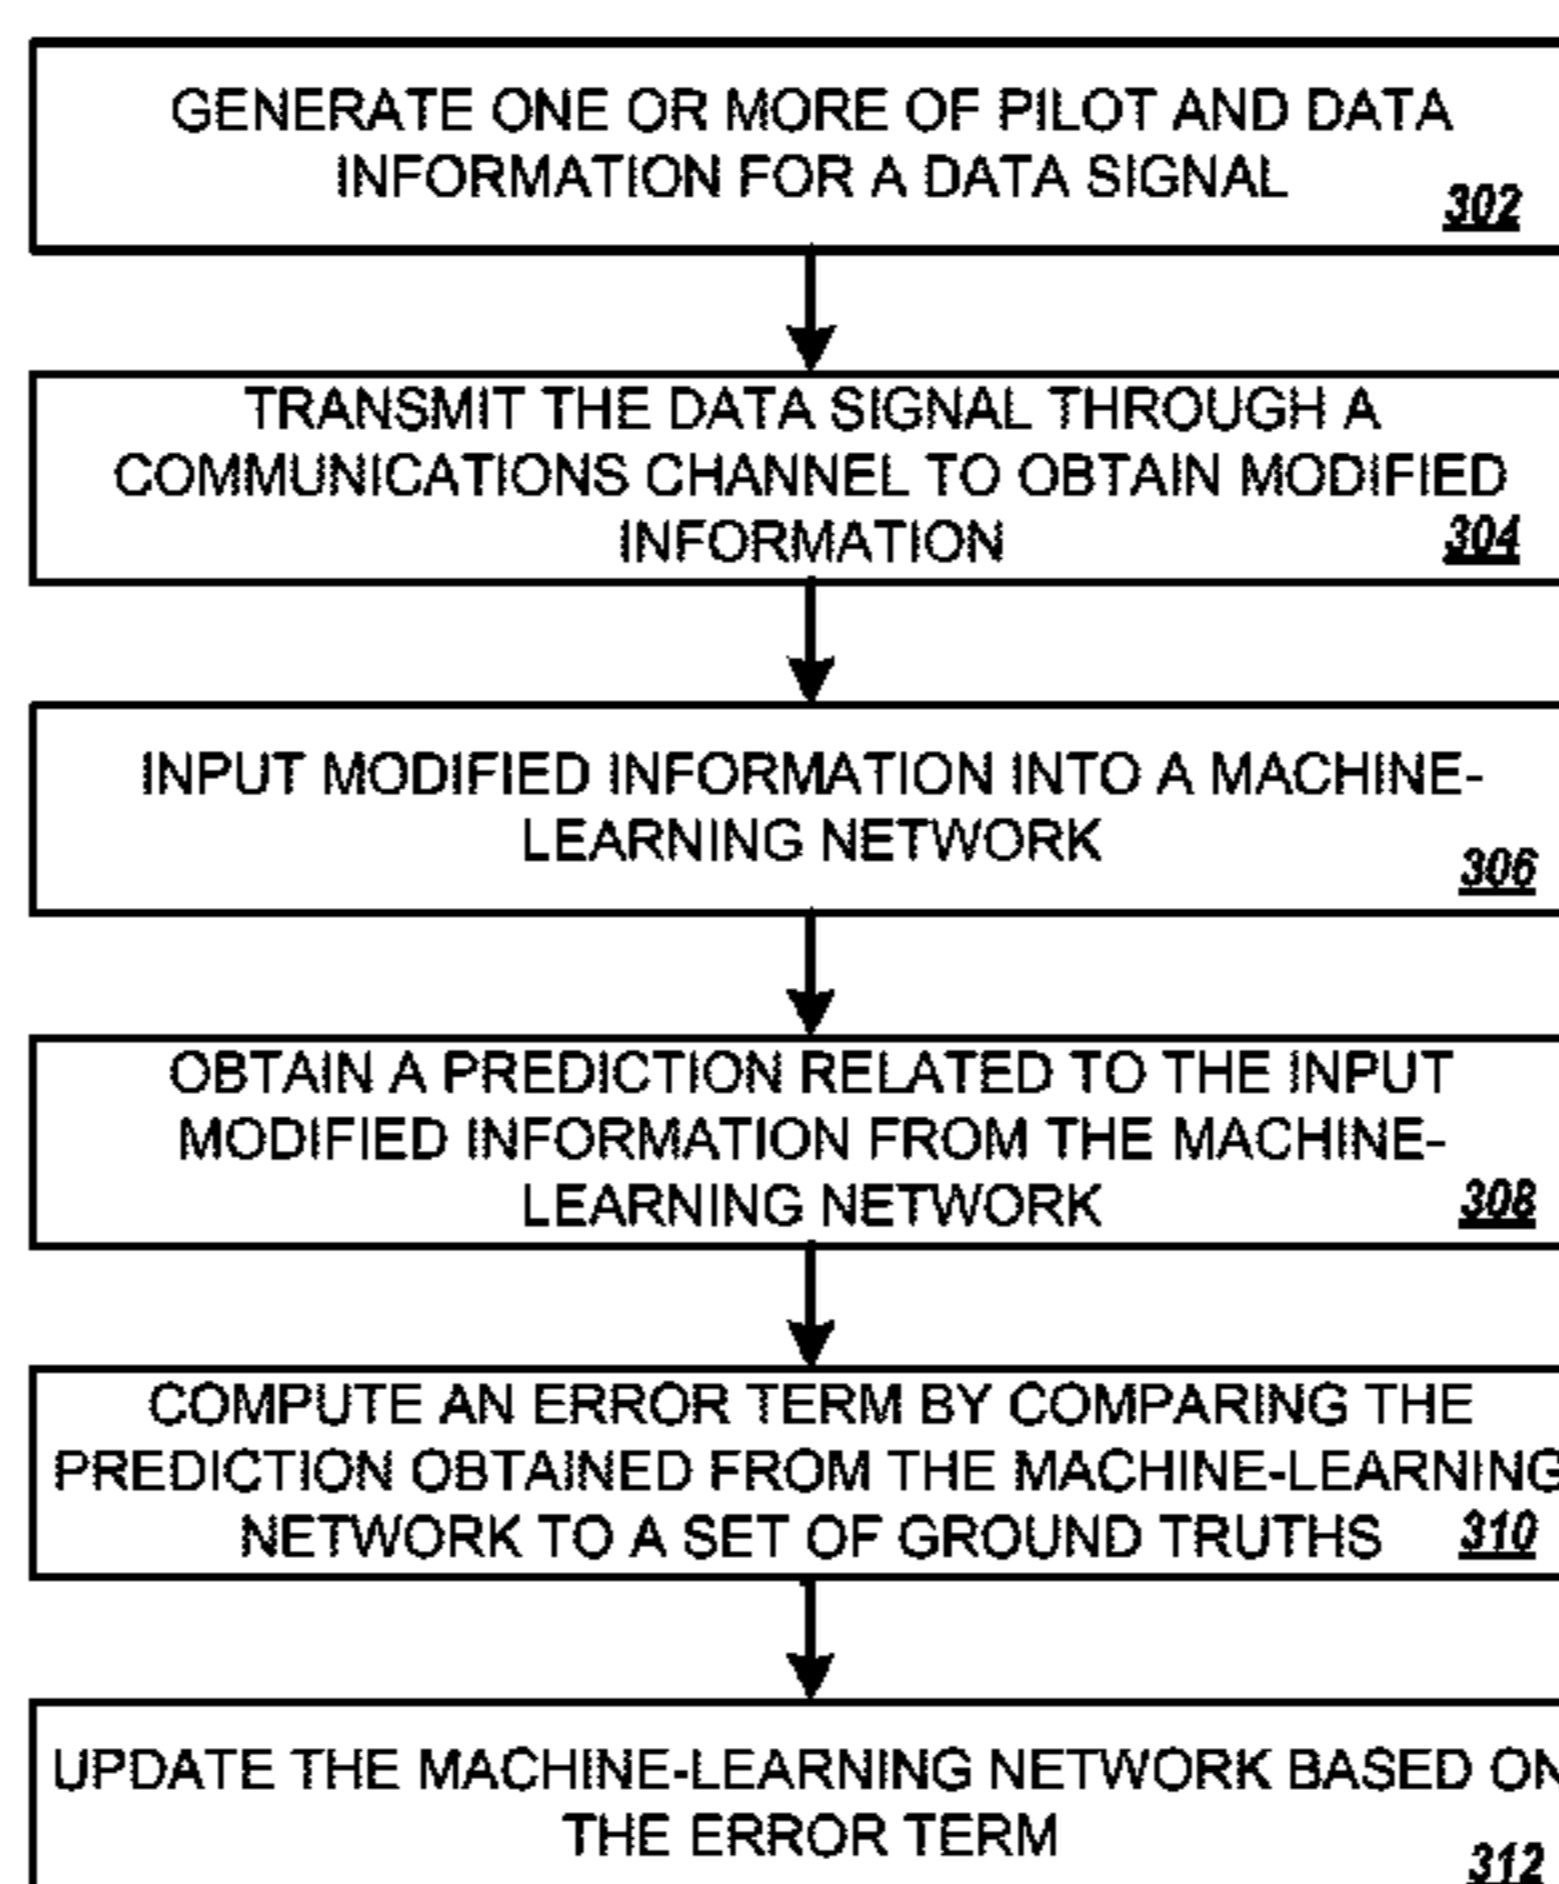 GENERATE ONE OR MORE OF PILOT AND DATA
INFORMATION FOR A DATA SIGNAL
302
TRANSMIT THE DATA SIGNAL THROUGH A
COMMUNICATIONS CHANNEL TO OBTAIN MODIFIED
INFORMATION
304
INPUT MODIFIED INFORMATION INTO A MACHINE-
LEARNING NETWORK
306
OBTAIN A PREDICTION RELATED TO THE INPUT
MODIFIED INFORMATION FROM THE MACHINE-
LEARNING NETWORK
308
COMPUTE AN ERROR TERM BY COMPARING THE
PREDICTION OBTAINED FROM THE MACHINE-LEARNING
NETWORK TO A SET OF GROUND TRUTHS
310
UPDATE THE MACHINE-LEARNING NETWORK BASED ON
THE ERROR TERM
312